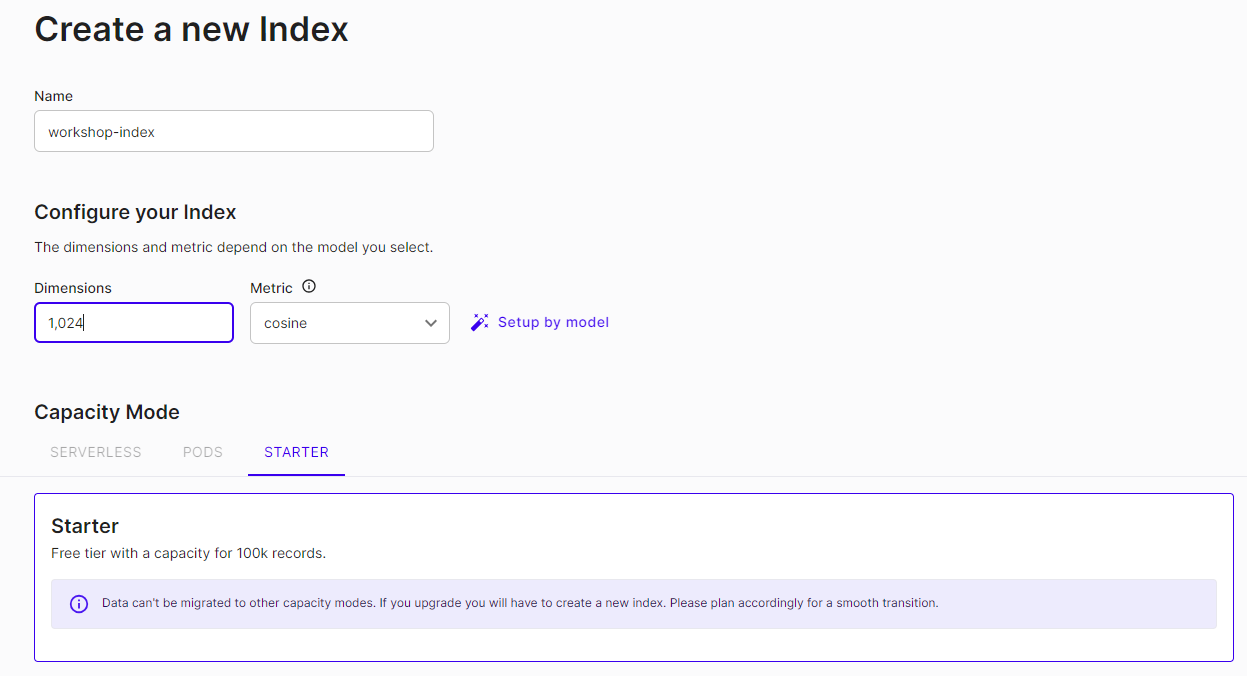 Create a new Index
Name
workshop-index
Configure your Index
The dimensions and metric depend on the model you select.
Dimensions
Metric
1,024
cosine
Setup by model
Capacity Mode
SERVERLESS
PODS
STARTER
Starter
Free tier with a capacity for 100k records.
Data can't be migrated to other capacity modes. If you upgrade you will have to create a new index. Please plan accordingly for a smooth transition.